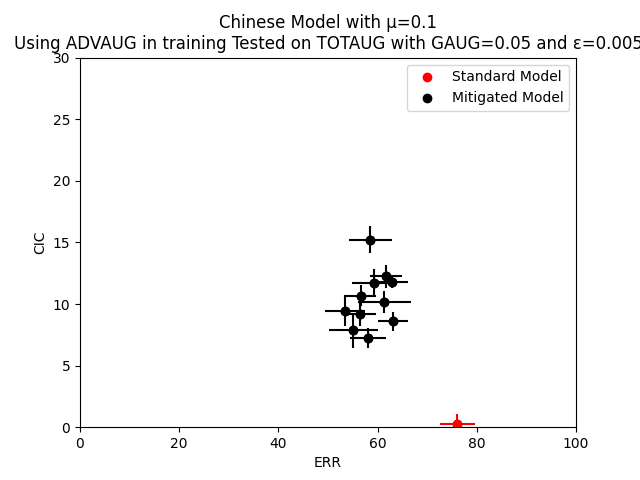 Chinese Model with μ=0.1
Using ADVAUG in training Tested on TOTAUG with GAUG=0.05 and ε=0.005
Standard Model
Mitigated Model
30
25
20
15
10
5
0
CIC
0 20 40 60 80 100
ERR